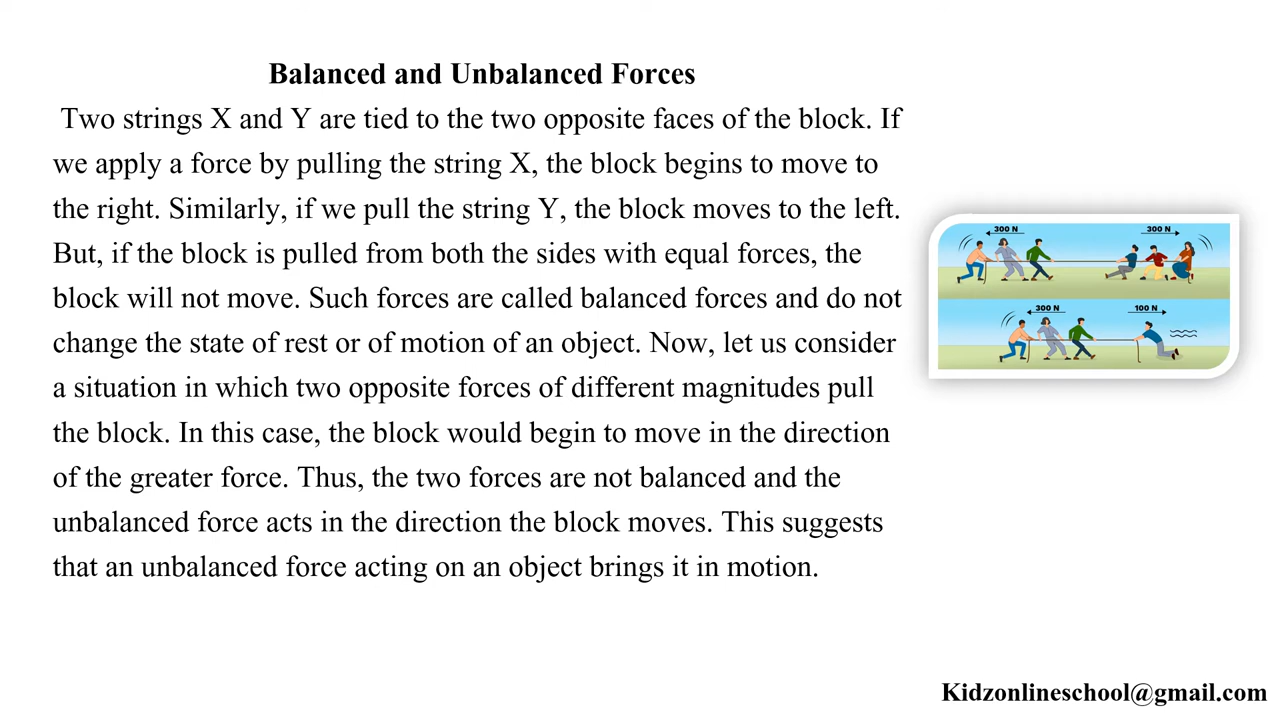 Balanced and Unbalanced Forces
Two strings X and Y are tied to the two opposite faces of the block. If
we apply a force by pulling the string X, the block begins to move to
the right. Similarly, if we pull the string Y, the block moves to the left.
But, if the block is pulled from both the sides with equal forces, the
block will not move. Such forces are called balanced forces and do not
change the state of rest or of motion of an object. Now, let us consider
a situation in which two opposite forces of different magnitudes pull
the block. In this case, the block would begin to move in the direction
of the greater force. Thus, the two forces are not balanced and the
unbalanced force acts in the direction the block moves. This suggests
that an unbalanced force acting on an object brings it in motion.
300 N 300 N
300 N 100 N
Kidzonlineschool@gmail.com